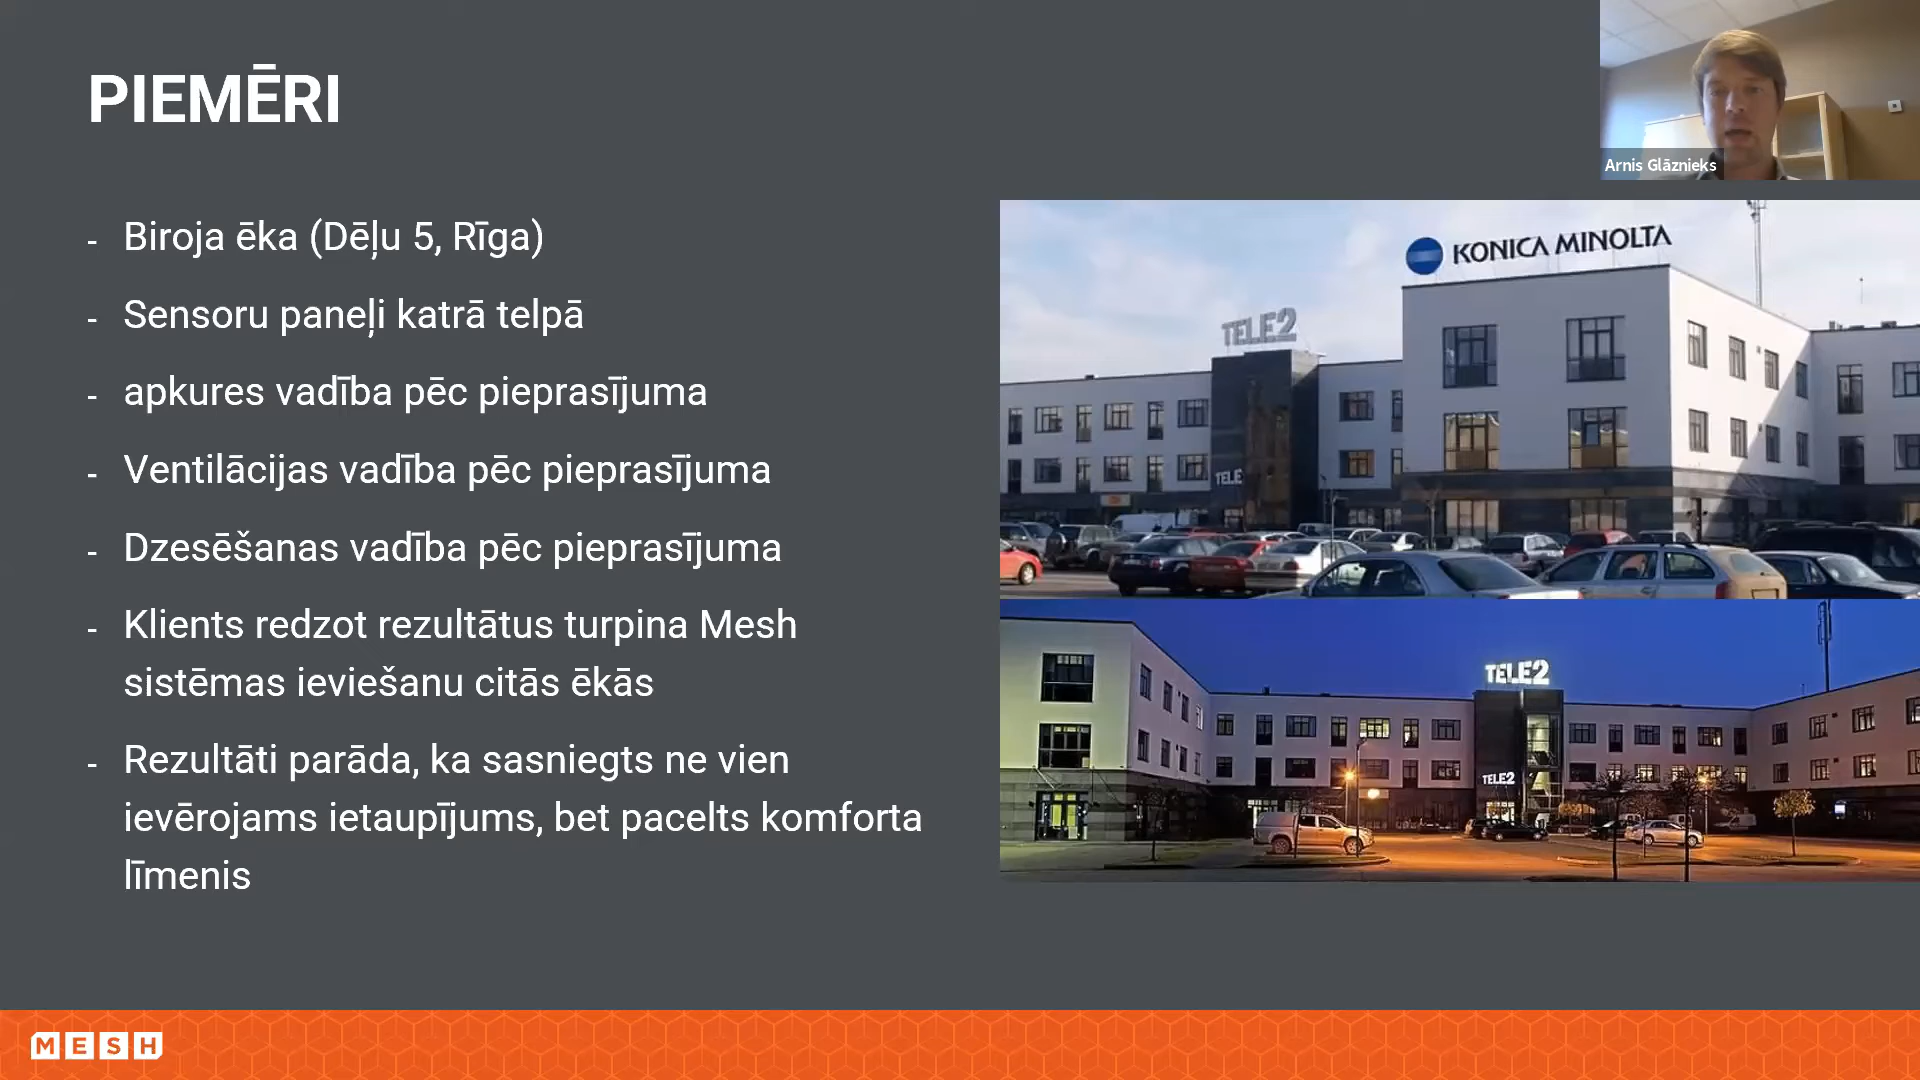 PIEMĒRI
Arnis Glāznieks
- Biroja ēka (Dēļu 5, Rīga)
- Sensoru paneļi katrā telpā
- apkures vadība pēc pieprasījuma
- Ventilācijas vadība pēc pieprasījuma
- Dzesēšanas vadība pēc pieprasījuma
- Klients redzot rezultātus turpina Mesh
sistēmas ieviešanu citās ēkās
- Rezultāti parāda, ka sasniegts ne vien
ievērojams ietaupījums, bet pacelts komforta
līmenis
KONICA MINOLTA
TELE2
TELE
TELE2
TELE2
MESH